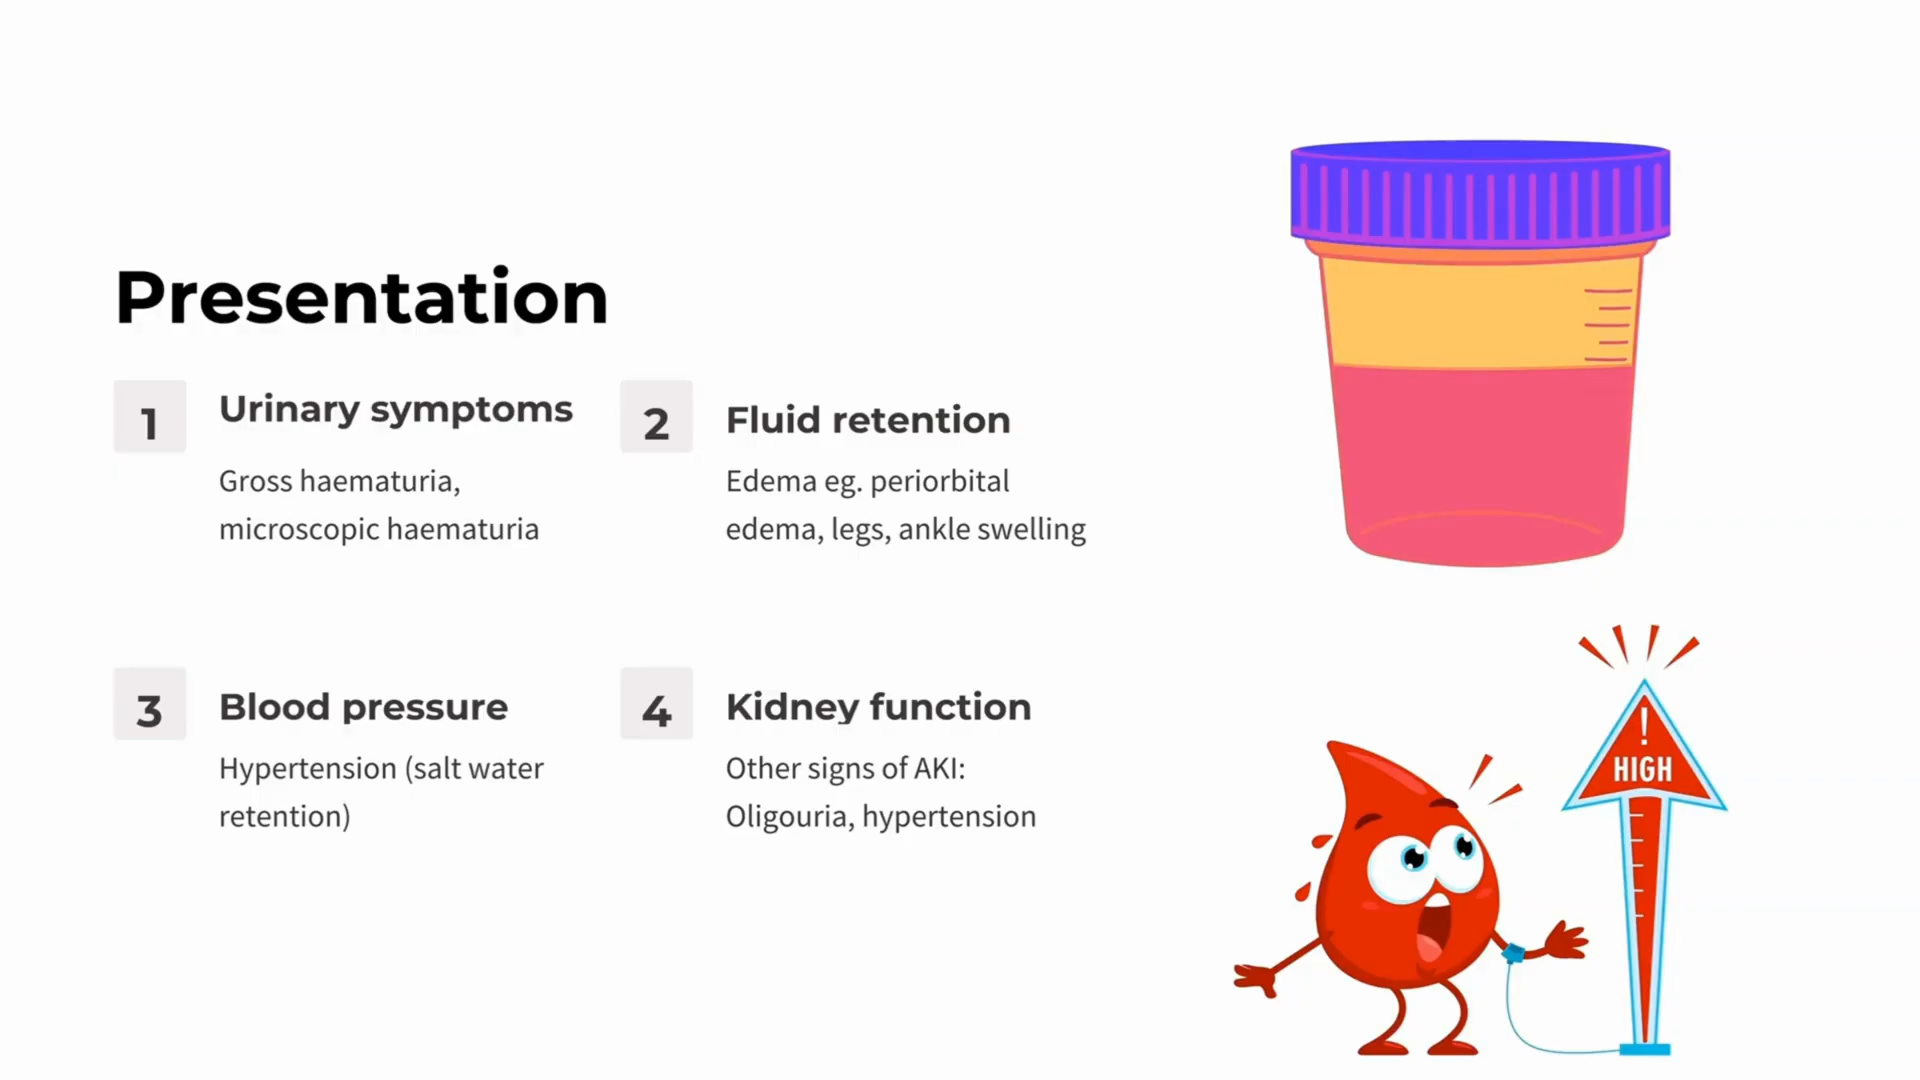 Presentation
1
Urinary symptoms
Gross haematuria,
microscopic haematuria
2
Fluid retention
Edema eg. periorbital
edema, legs, ankle swelling
3
Blood pressure
Hypertension (salt water
retention)
4
Kidney function
Other signs of AKI:
Oligouria, hypertension
!
HIGH